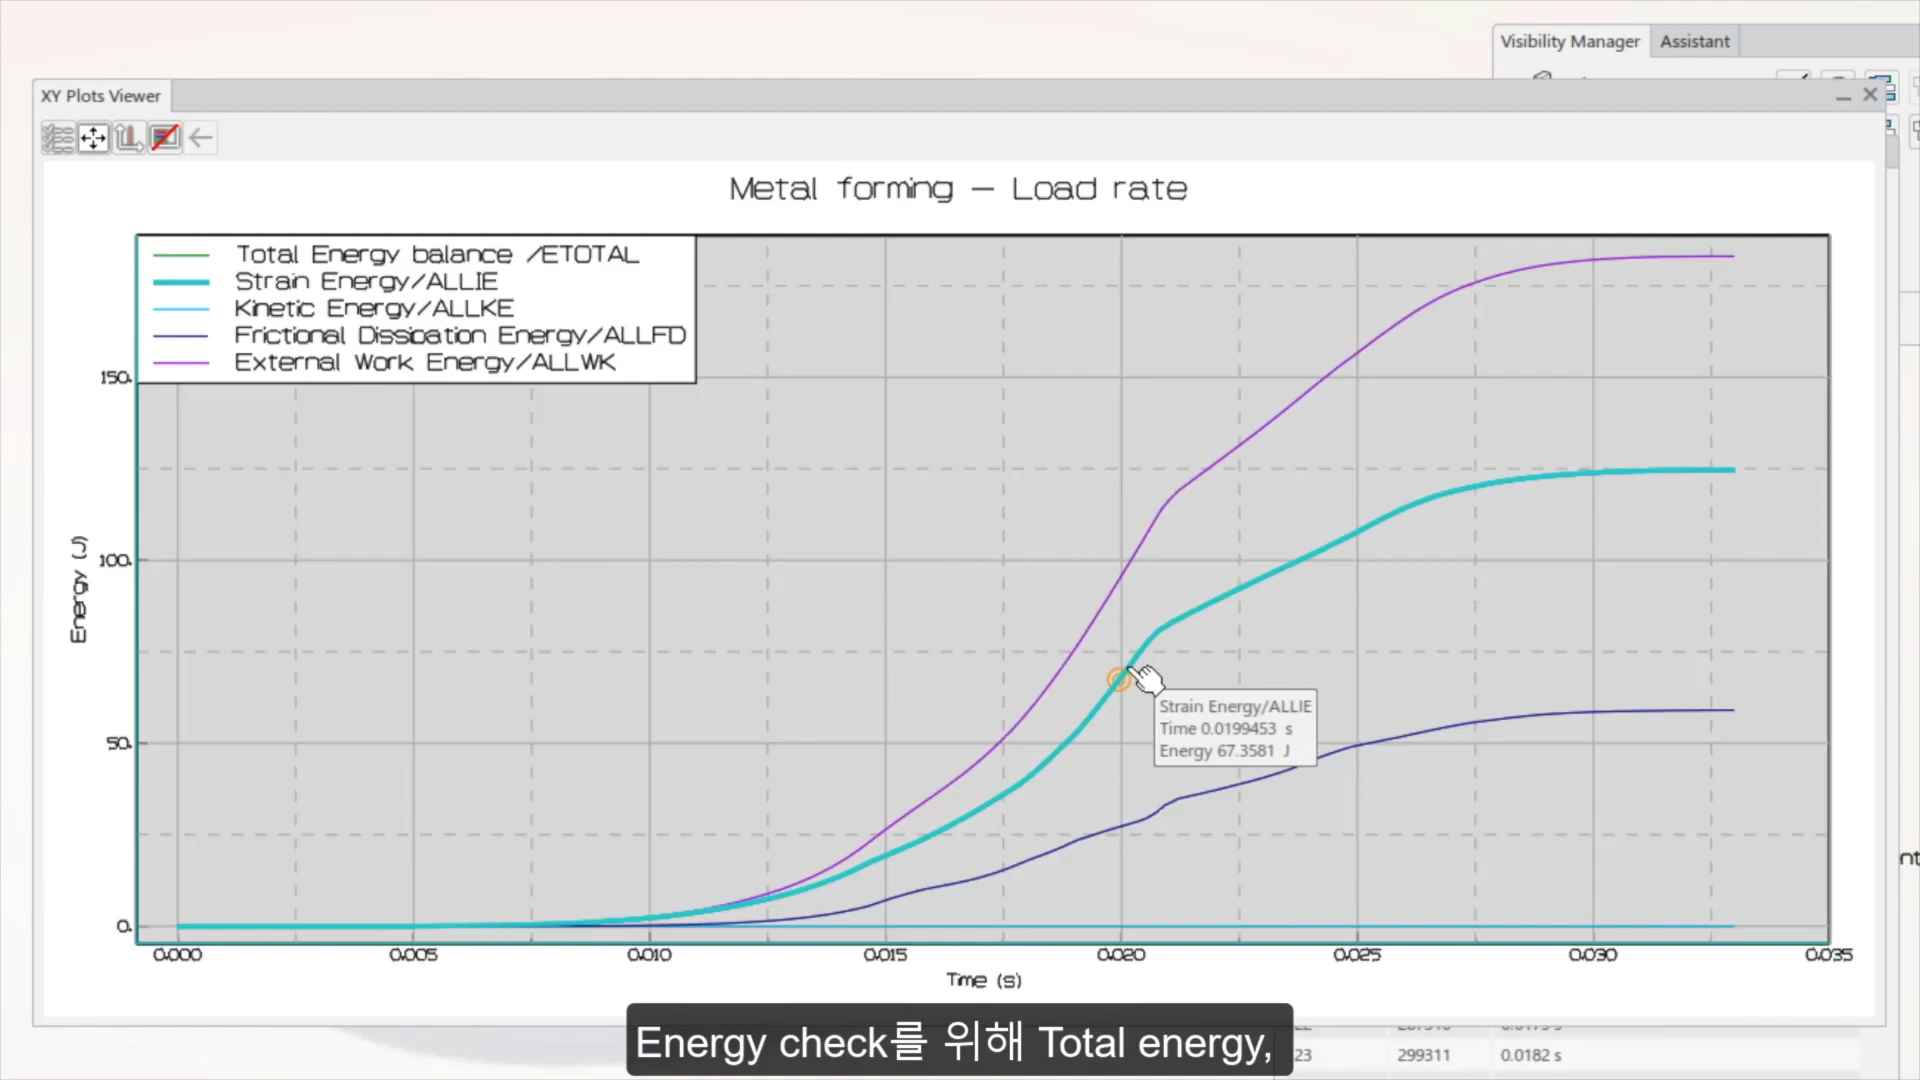 Visibility Manager
Assistant
XY Plots Viewer
Metal forming – Load rate
Total Energy balance /ETOTAL
Strain Energy/ALLIE
Kinetic Energy/ALLKE
Frictional Dissipation Energy/ALLFD
External Work Energy/ALLWK
150.
100.
50.
0.
Energy (J)
Strain Energy/ALLIE
Time 0.0199453 s
Energy 67.3581 J
0.000
0.005
0.010
0.015
0.020
0.025
0.030
0.035
Time (s)
Energy check를 위해 Total energy,
23
299311
0.0182 s